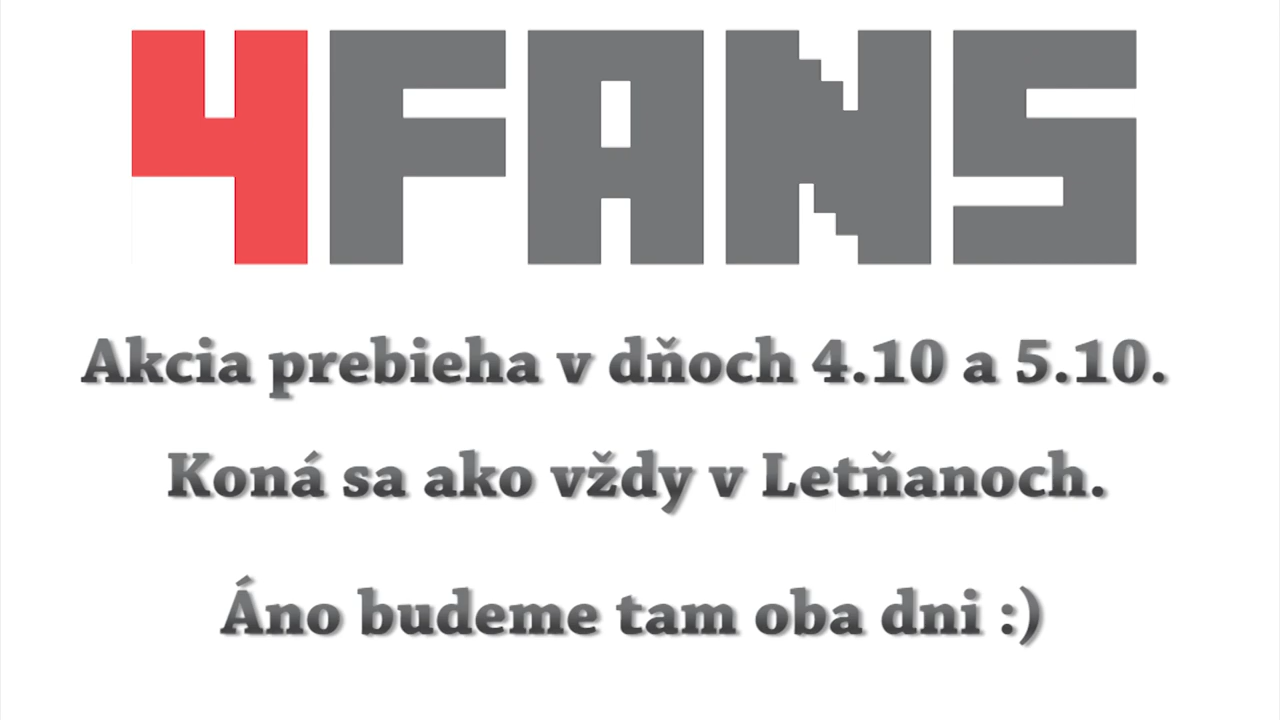 4FANS
Akcia prebieha v dňoch 4.10 a 5.10.
Koná sa ako vždy v Letňanoch.
Áno budeme tam oba dni :)